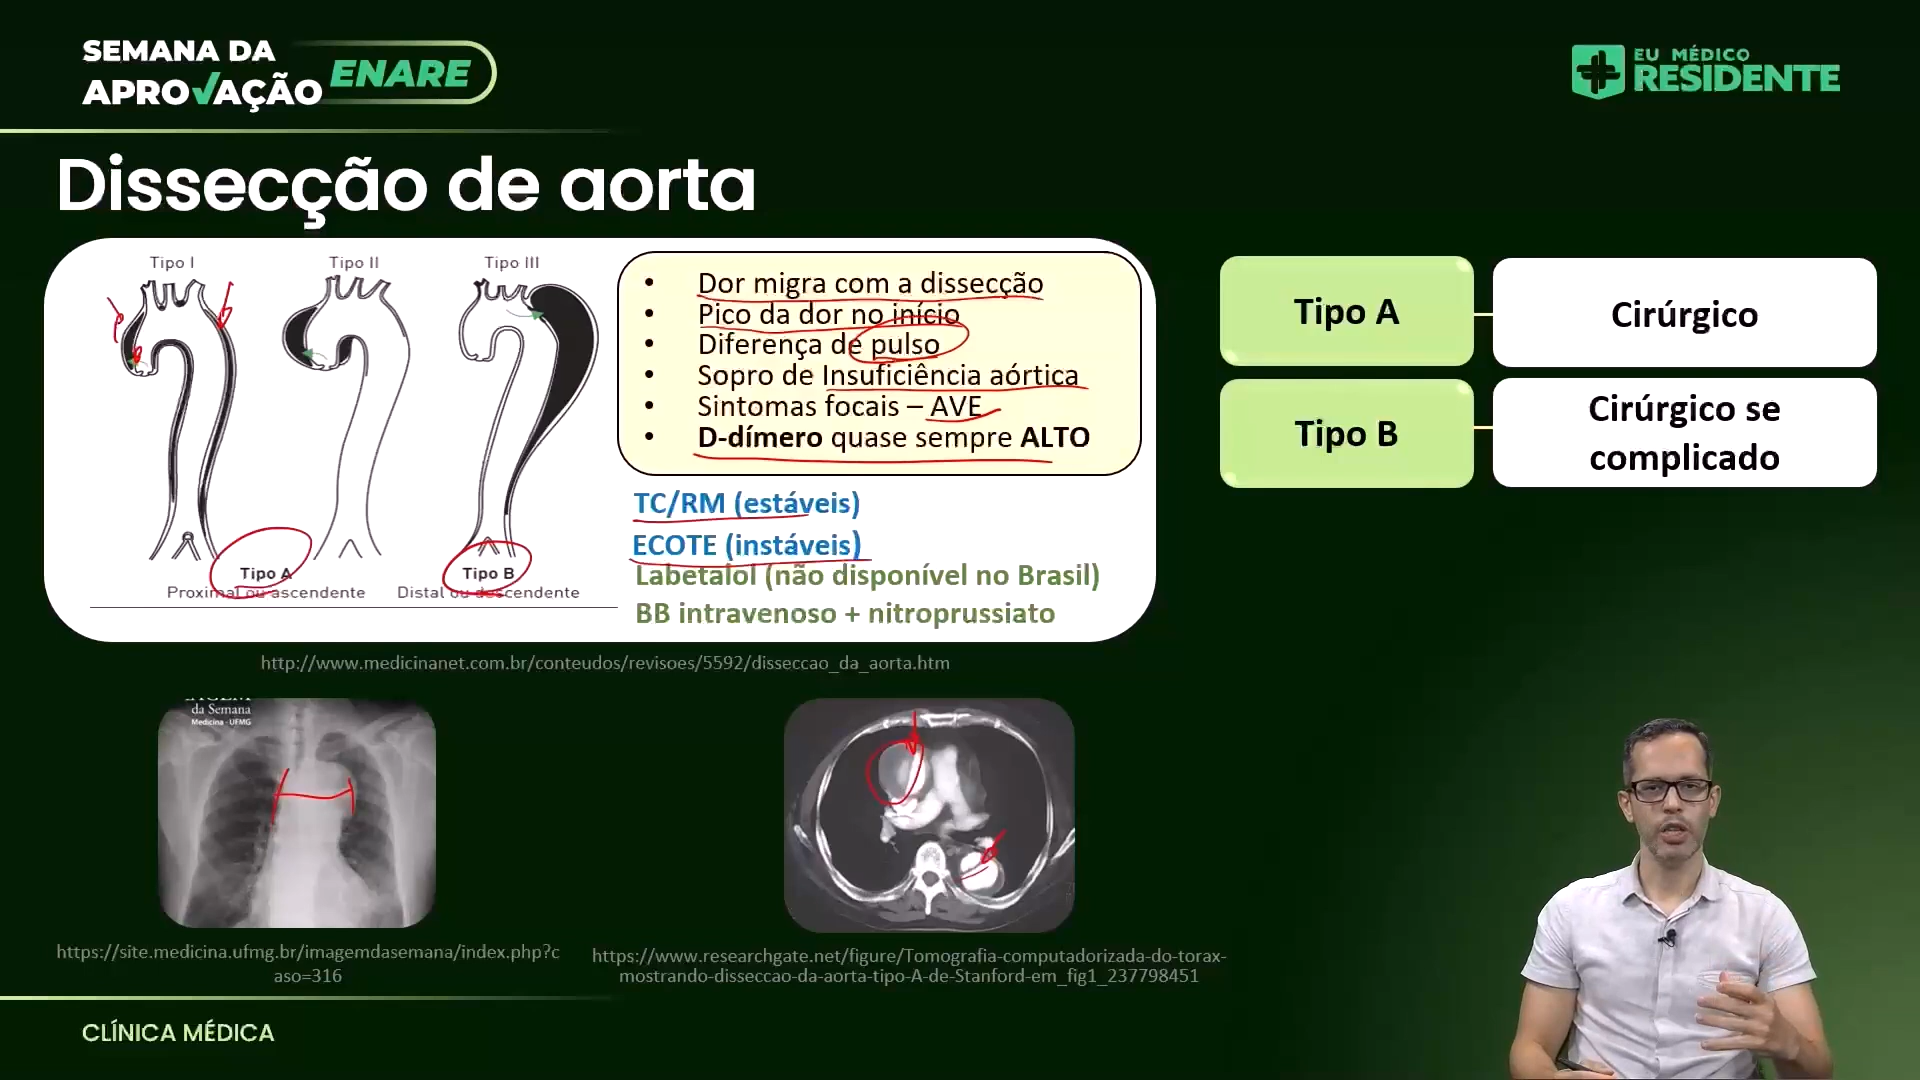 SEMANA DA
APROVAÇÃO ENARE
EU MÉDICO
RESIDENTE
Dissecção de aorta
Tipo I
Tipo II
Tipo III
Tipo A
Tipo B
Proximal ou ascendente
Distal ou descendente
• Dor migra com a dissecção
• Pico da dor no início
• Diferença de pulso
• Sopro de Insuficiência aórtica
• Sintomas focais – AVE
• D-dímero quase sempre ALTO
TC/RM (estáveis)
ECOTE (instáveis)
Labetalol (não disponível no Brasil)
BB intravenoso + nitroprussiato
http://www.medicinanet.com.br/conteudos/revisoes/5592/disseccao_da_aorta.htm
Tipo A
Cirúrgico
Tipo B
Cirúrgico se
complicado
da Semana
Medicina - UFMG
https://site.medicina.ufmg.br/imagemdasemana/index.php?c
aso=316
https://www.researchgate.net/figure/Tomografia-computadorizada-do-torax-
mostrando-disseccao-da-aorta-tipo-A-de-Stanford-em_fig1_237798451
CLÍNICA MÉDICA